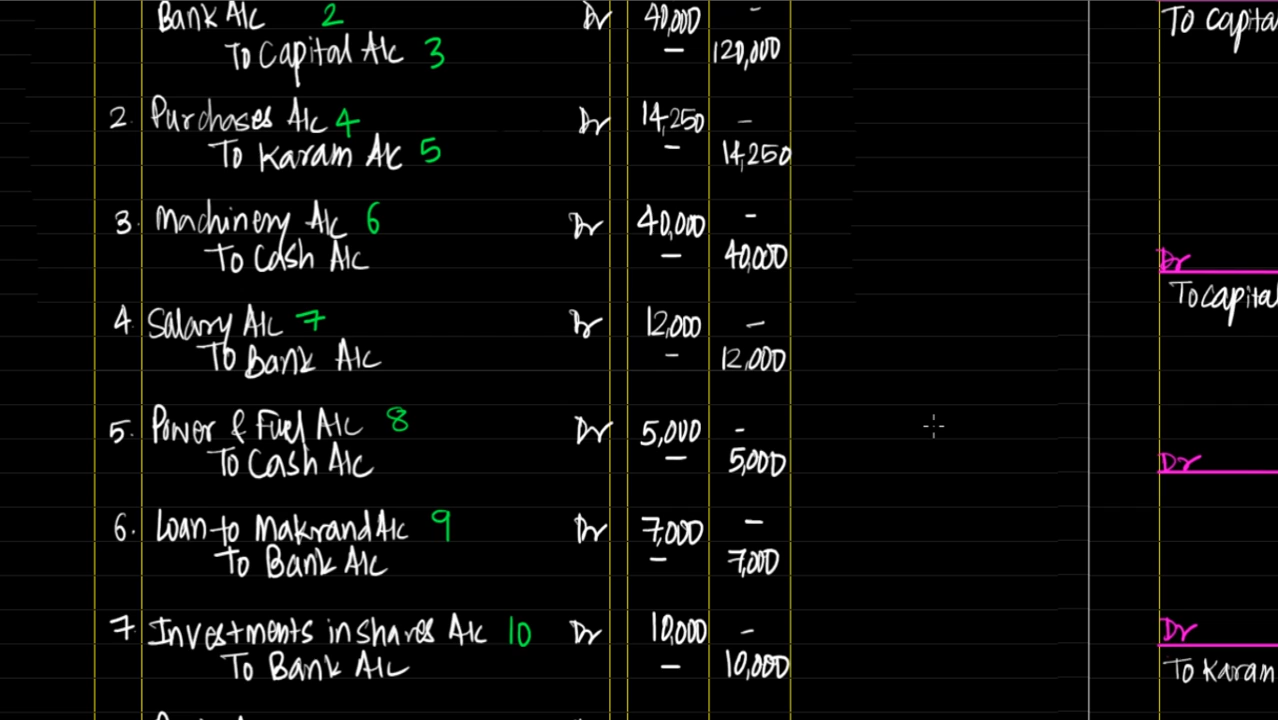 Bank A/c 2 Dr 40,000 -
To Capital A/c 3 - 120,000
2. Purchases A/c 4 Dr 14,250 -
To Karam A/c 5 - 14,250
3. Machinery A/c 6 Dr 40,000 -
To Cash A/c - 40,000
4. Salary A/c 7 Dr 12,000 -
To Bank A/c - 12,000
5. Power & Fuel A/c 8 Dr 5,000 -
To Cash A/c - 5,000
6. Loan to Makrand A/c 9 Dr 7,000 -
To Bank A/c - 7,000
7. Investments in shares A/c 10 Dr 10,000 -
To Bank A/c - 10,000
To Capital
Dr
To Capital
Dr
Dr
To Karan